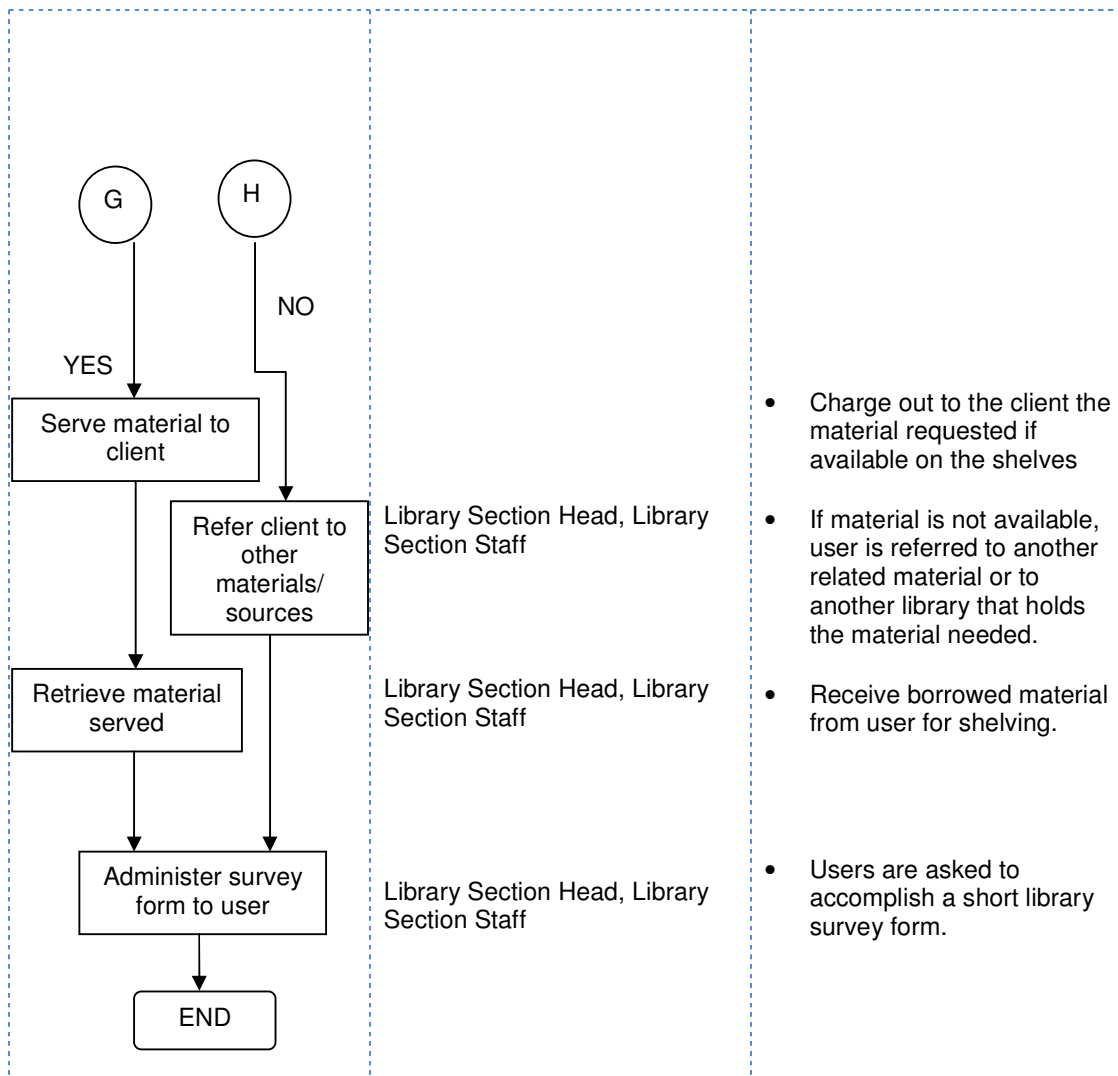 G
H
NO
YES
Serve material to
client
Refer client to
other
materials/
sources
Retrieve material
served
Administer survey
form to user
END
Library Section Head, Library
Section Staff
Library Section Head, Library
Section Staff
Library Section Head, Library
Section Staff
• Charge out to the client the
material requested if
available on the shelves
• If material is not available,
user is referred to another
related material or to
another library that holds
the material needed.
• Receive borrowed material
from user for shelving.
• Users are asked to
accomplish a short library
survey form.